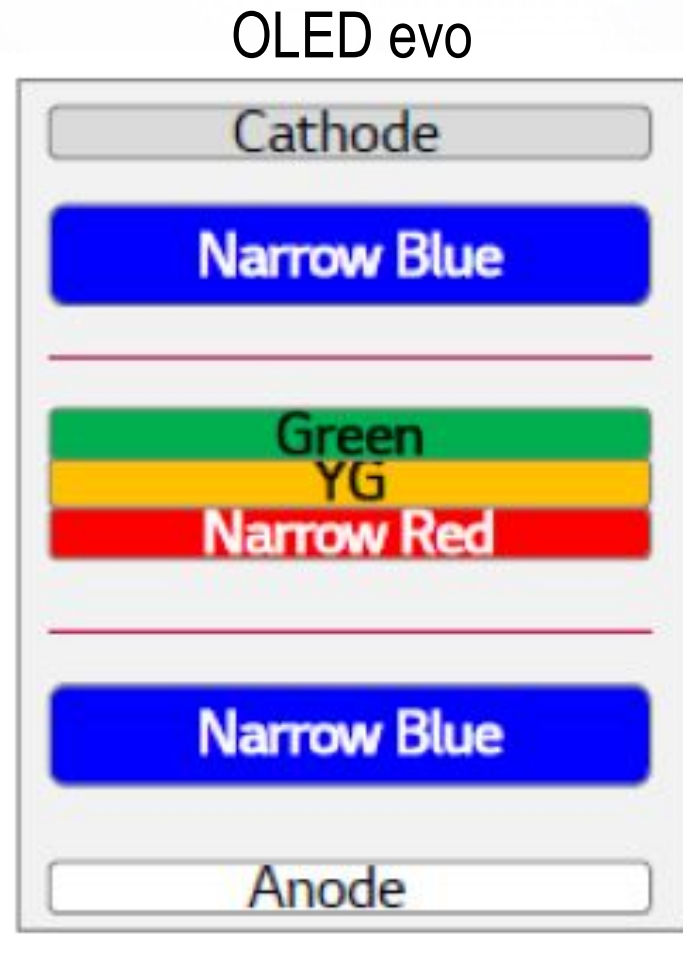 OLED evo
Cathode
Narrow Blue
Green
YG
Narrow Red
Narrow Blue
Anode